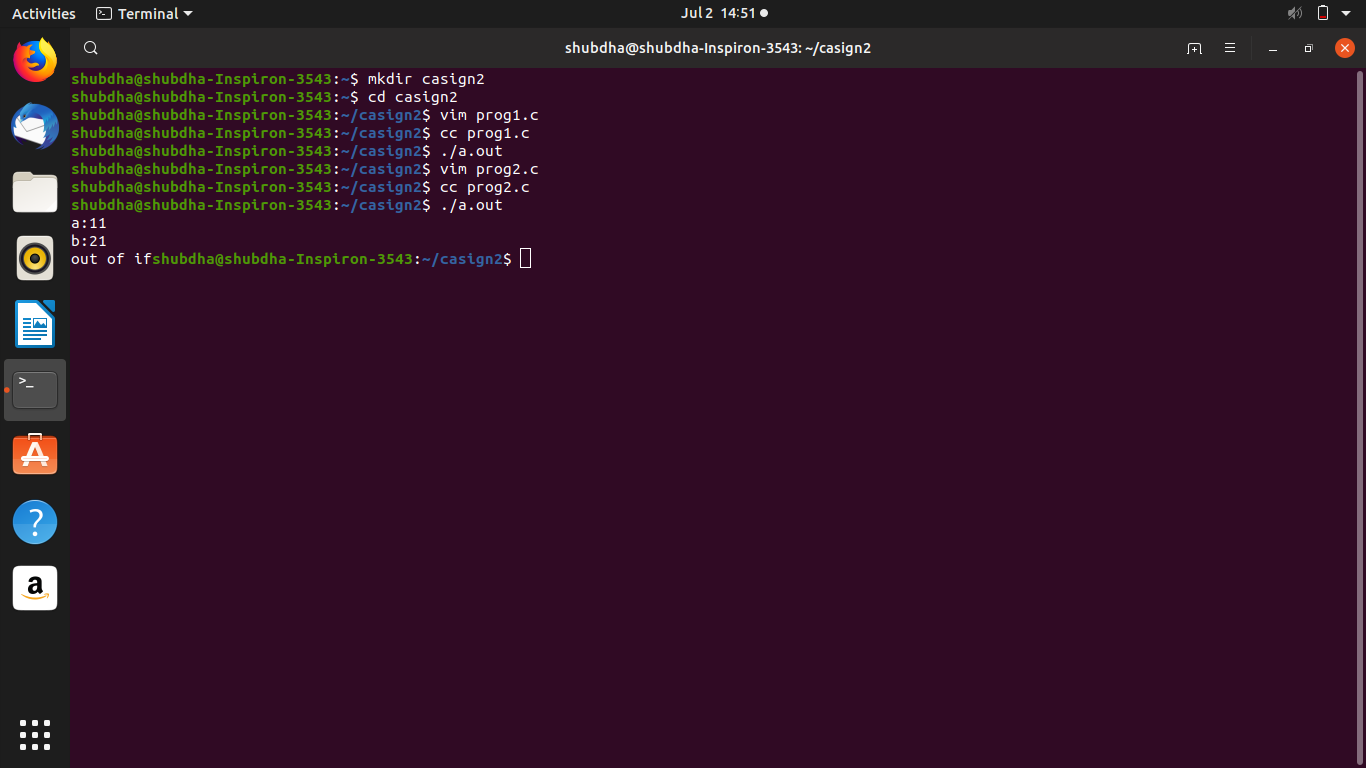 Activities
Terminal
Jul 2 14:51
shubdha@shubdha-Inspiron-3543: ~/casign2
shubdha@shubdha-Inspiron-3543:~$ mkdir casign2
shubdha@shubdha-Inspiron-3543:~$ cd casign2
shubdha@shubdha-Inspiron-3543:~/casign2$ vim prog1.c
shubdha@shubdha-Inspiron-3543:~/casign2$ cc prog1.c
shubdha@shubdha-Inspiron-3543:~/casign2$ ./a.out
shubdha@shubdha-Inspiron-3543:~/casign2$ vim prog2.c
shubdha@shubdha-Inspiron-3543:~/casign2$ cc prog2.c
shubdha@shubdha-Inspiron-3543:~/casign2$ ./a.out
a:11
b:21
out of ifshubdha@shubdha-Inspiron-3543:~/casign2$
>_
A
?
a